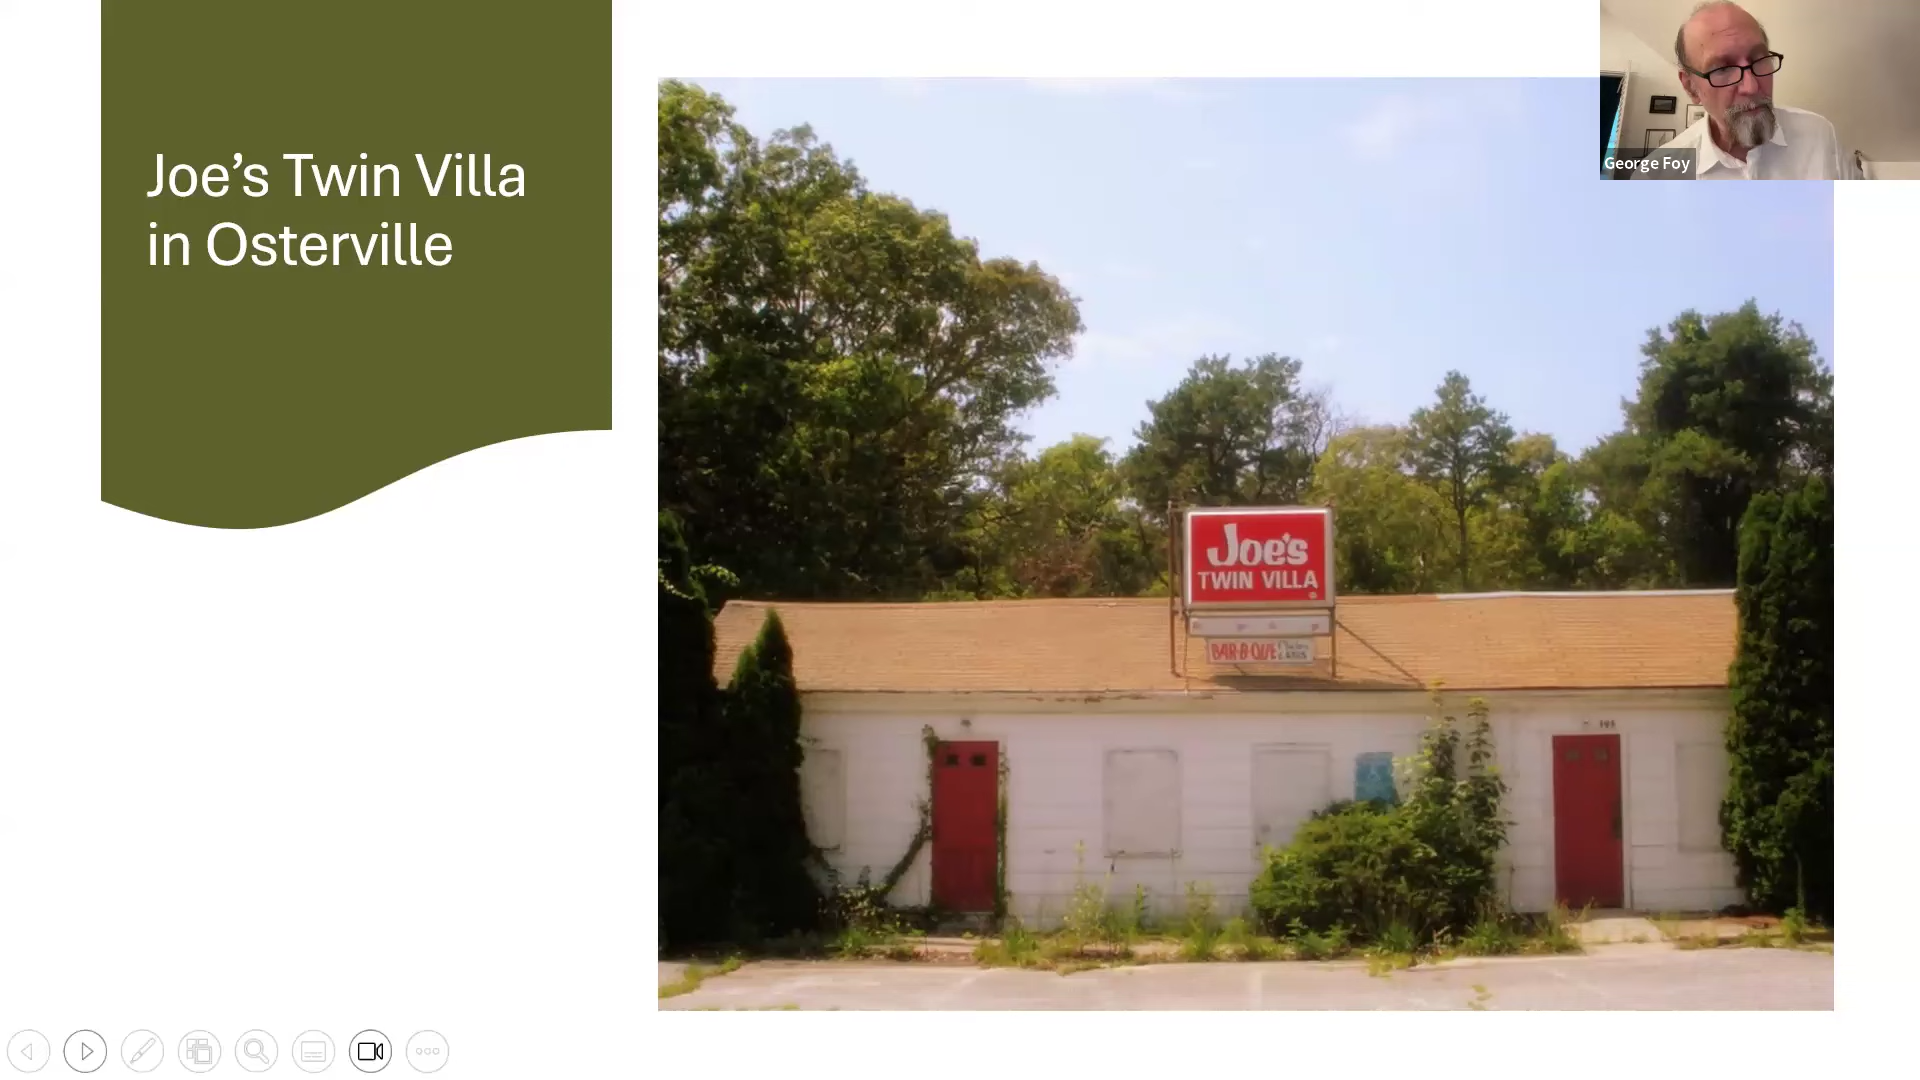 Joe’s Twin Villa
in Osterville
George Foy
Joe's
TWIN VILLA
BAR-B-QUE